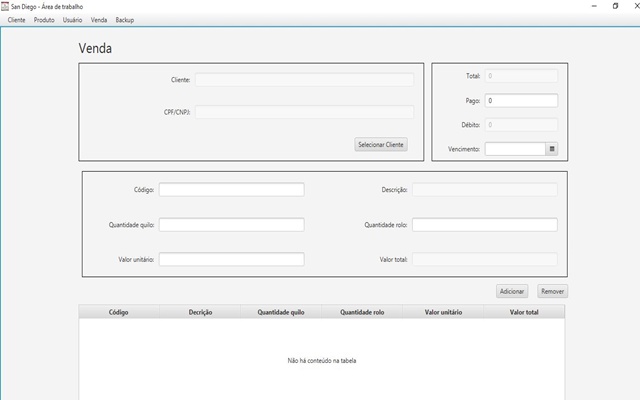 San Diego - Área de trabalho
Cliente Produto Usuário Venda Backup
Venda
Cliente:
CPF/CNPJ:
Selecionar Cliente
Total: 0
Pago: 0
Débito: 0
Vencimento:
Código: Descrição:
Quantidade quilo: Quantidade rolo:
Valor unitário: Valor total:
Adicionar Remover
Código Decrição Quantidade quilo Quantidade rolo Valor unitário Valor total
Não há conteúdo na tabela